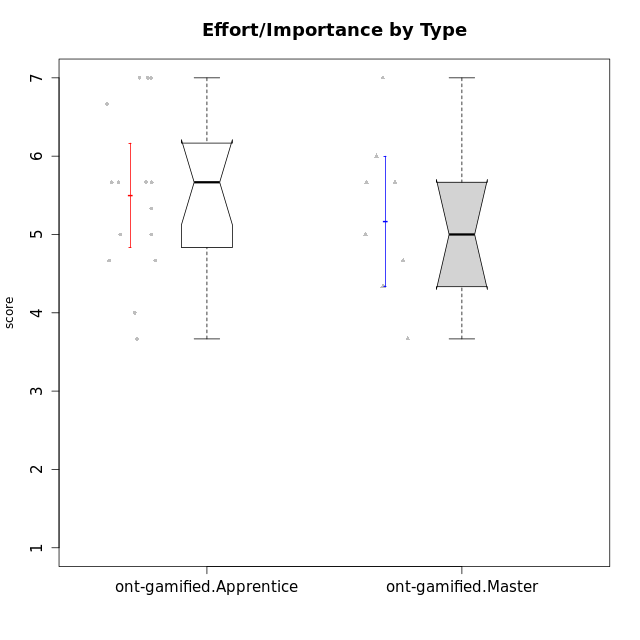 Effort/Importance by Type
7
6
5
4
3
2
1
score
ont-gamified.Apprentice
ont-gamified.Master